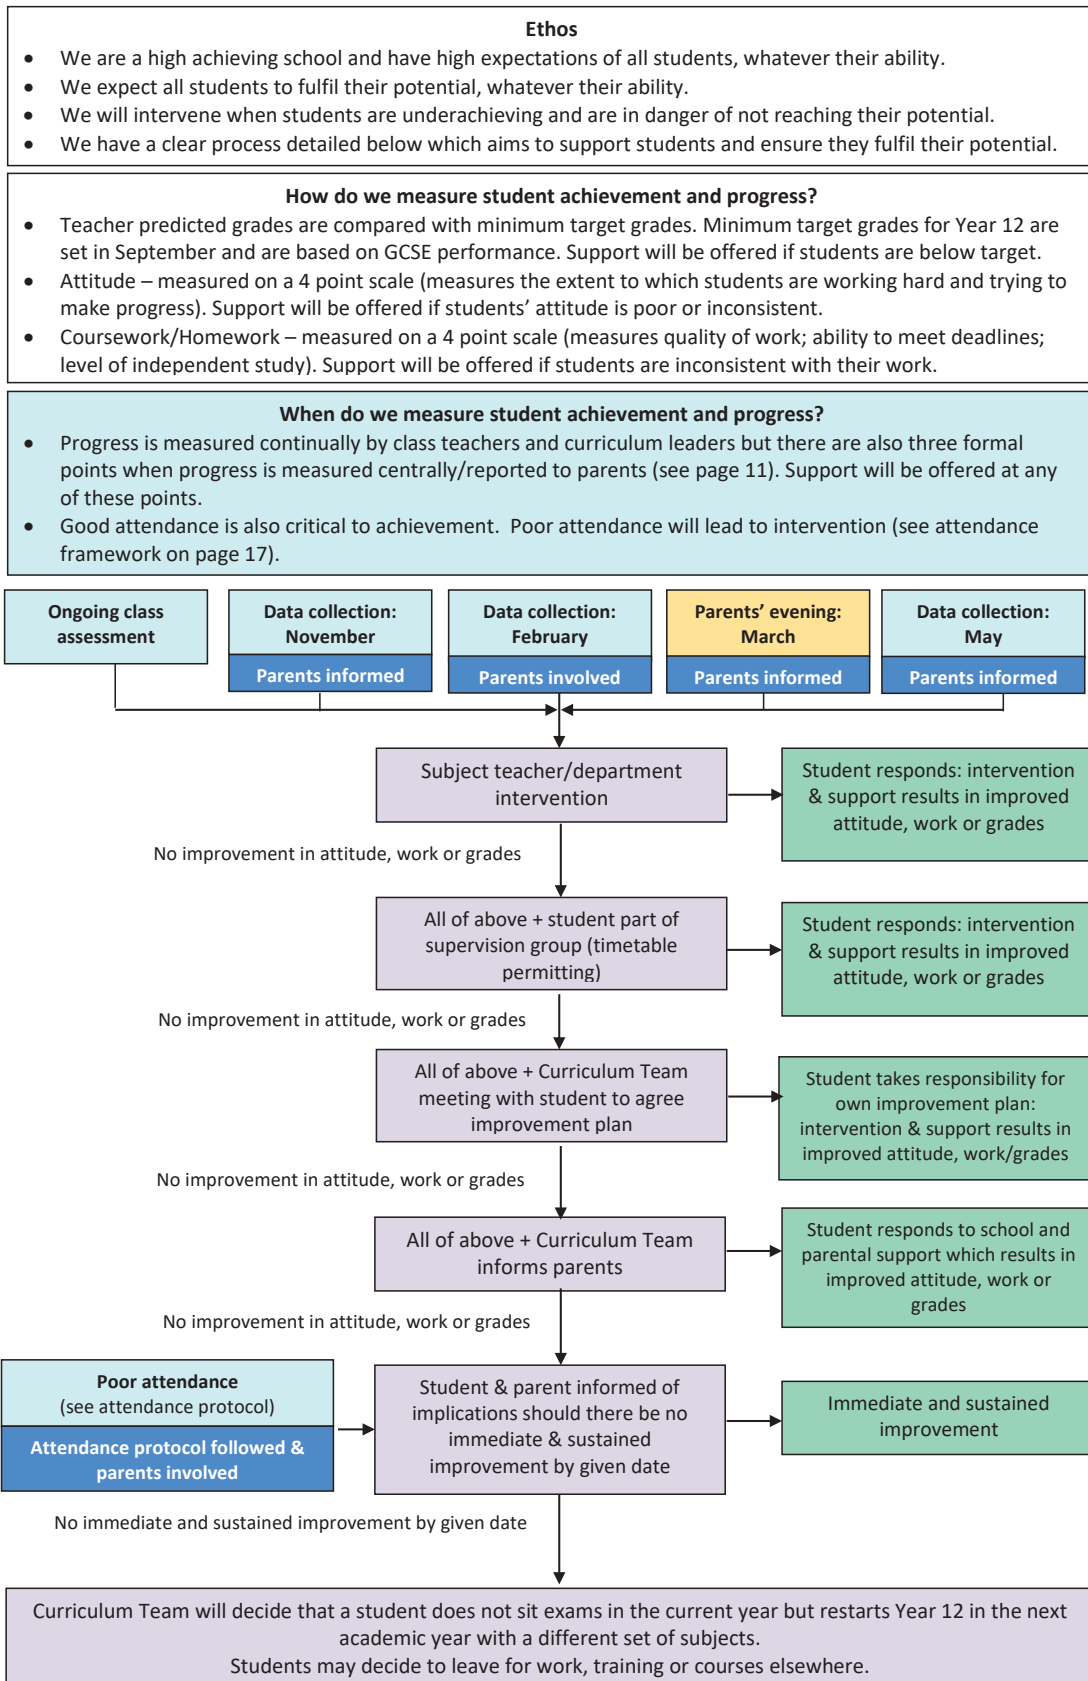 Ethos
• We are a high achieving school and have high expectations of all students, whatever their ability.
• We expect all students to fulfil their potential, whatever their ability.
• We will intervene when students are underachieving and are in danger of not reaching their potential.
• We have a clear process detailed below which aims to support students and ensure they fulfil their potential.
How do we measure student achievement and progress?
• Teacher predicted grades are compared with minimum target grades. Minimum target grades for Year 12 are
set in September and are based on GCSE performance. Support will be offered if students are below target.
• Attitude – measured on a 4 point scale (measures the extent to which students are working hard and trying to
make progress). Support will be offered if students’ attitude is poor or inconsistent.
• Coursework/Homework – measured on a 4 point scale (measures quality of work; ability to meet deadlines;
level of independent study). Support will be offered if students are inconsistent with their work.
When do we measure student achievement and progress?
• Progress is measured continually by class teachers and curriculum leaders but there are also three formal
points when progress is measured centrally/reported to parents (see page 11). Support will be offered at any
of these points.
• Good attendance is also critical to achievement. Poor attendance will lead to intervention (see attendance
framework on page 17).
Ongoing class
assessment
Data collection:
November
Parents informed
Data collection:
February
Parents involved
Parents’ evening:
March
Parents informed
Data collection:
May
Parents informed
Subject teacher/department
intervention
Student responds: intervention
& support results in improved
attitude, work or grades
No improvement in attitude, work or grades
All of above + student part of
supervision group (timetable
permitting)
Student responds: intervention
& support results in improved
attitude, work or grades
No improvement in attitude, work or grades
All of above + Curriculum Team
meeting with student to agree
improvement plan
Student takes responsibility for
own improvement plan:
intervention & support results in
improved attitude, work/grades
No improvement in attitude, work or grades
All of above + Curriculum Team
informs parents
Student responds to school and
parental support which results in
improved attitude, work or
grades
No improvement in attitude, work or grades
Poor attendance
(see attendance protocol)
Attendance protocol followed &
parents involved
Student & parent informed of
implications should there be no
immediate & sustained
improvement by given date
Immediate and sustained
improvement
No immediate and sustained improvement by given date
Curriculum Team will decide that a student does not sit exams in the current year but restarts Year 12 in the next
academic year with a different set of subjects.
Students may decide to leave for work, training or courses elsewhere.